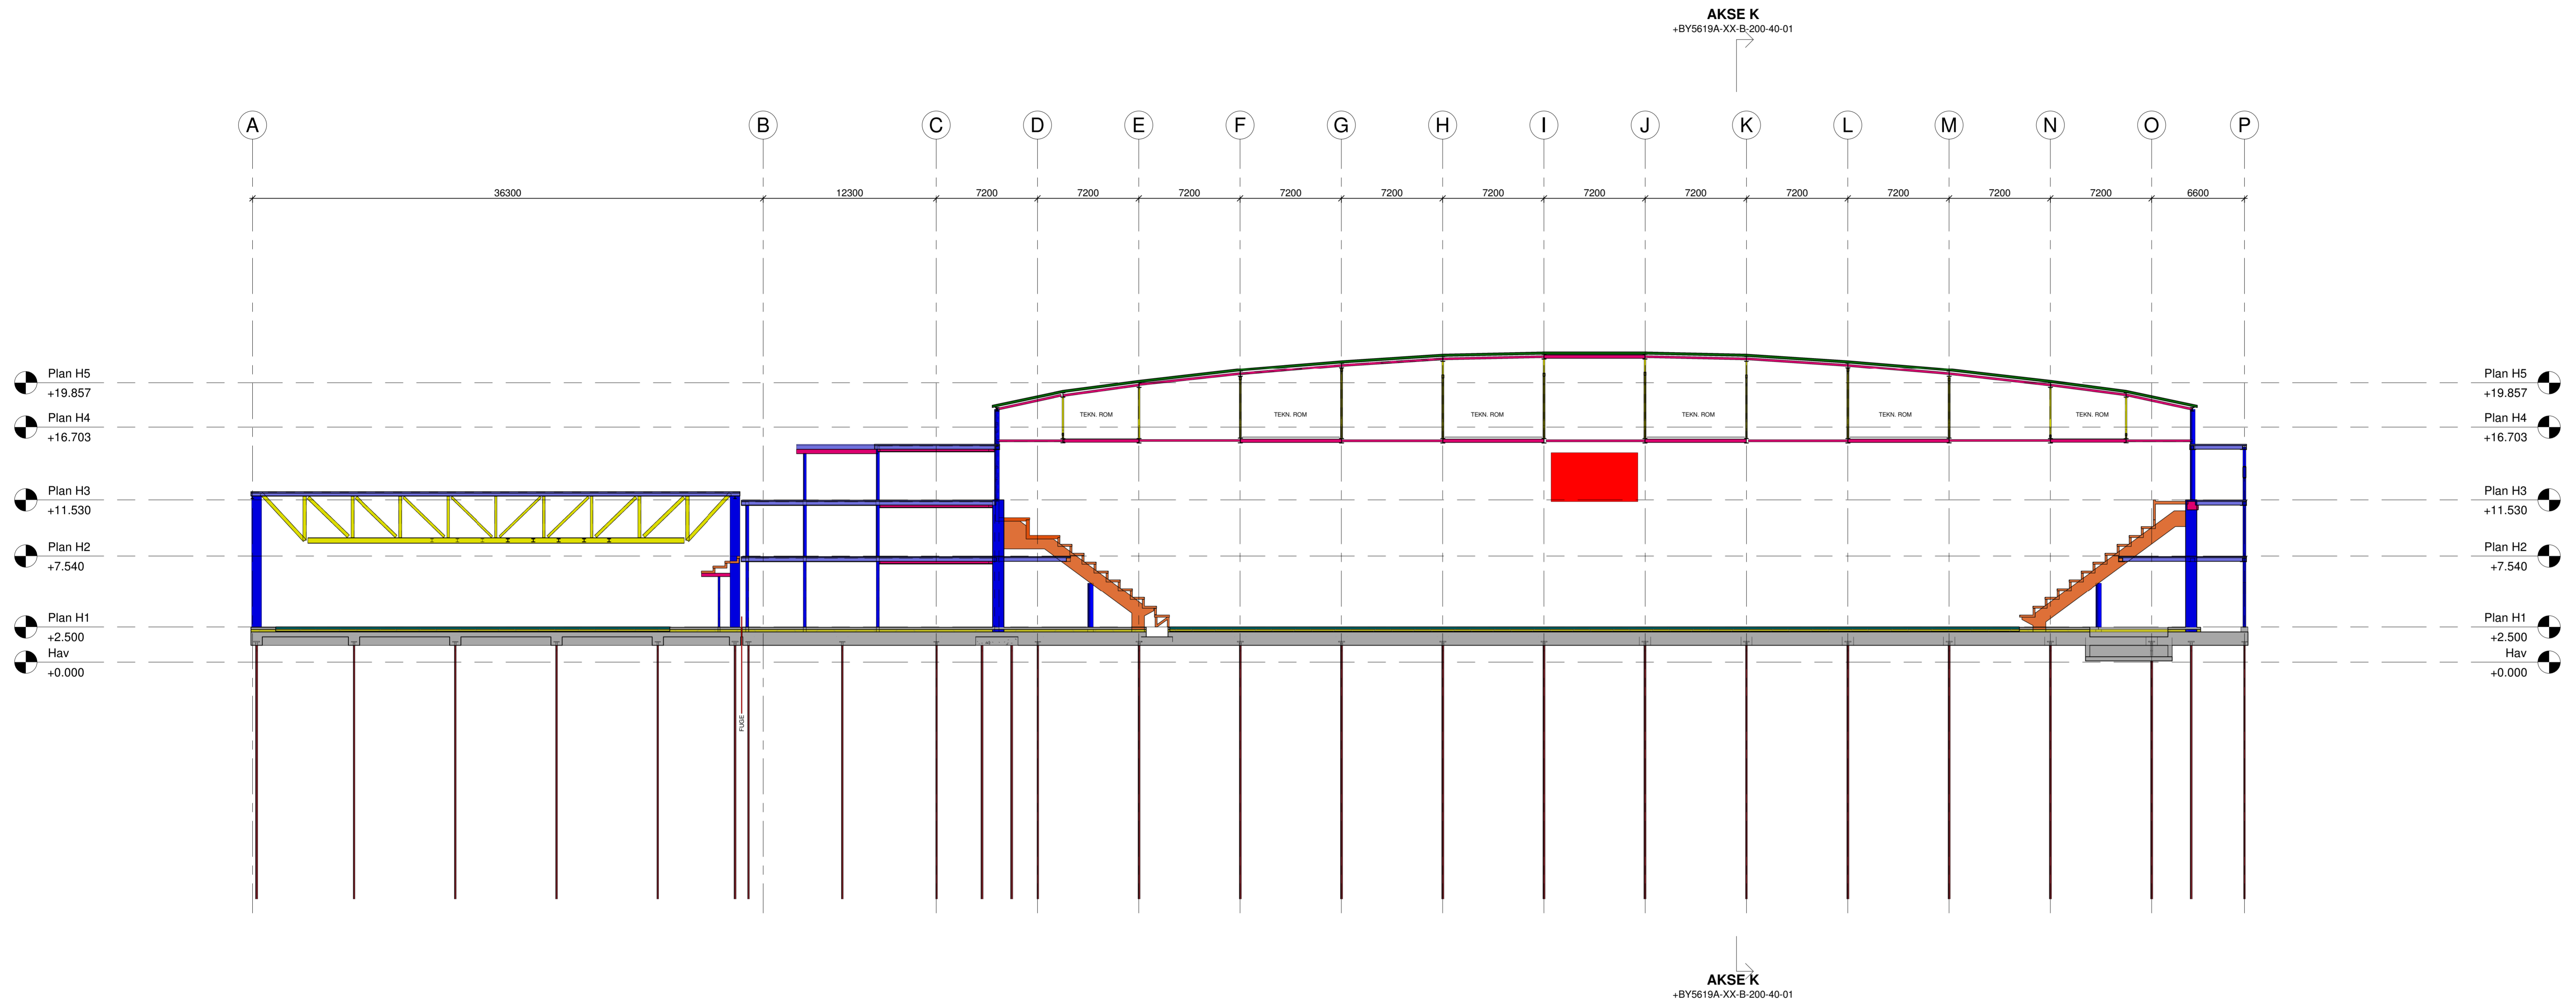 AKSE K
+BY5619A-XX-B-200-40-01
A B C D E F G H I J K L M N O P
36300 12300 7200 7200 7200 7200 7200 7200 7200 7200 7200 7200 7200 7200 6600
Plan H5 Plan H5
+19.857 +19.857
Plan H4 Plan H4
+16.703 +16.703
TEKN. ROM TEKN. ROM TEKN. ROM TEKN. ROM TEKN. ROM TEKN. ROM
Plan H3 Plan H3
+11.530 +11.530
Plan H2 Plan H2
+7.540 +7.540
Plan H1 Plan H1
+2.500 +2.500
Hav Hav
+0.000 +0.000
FUGE
AKSE K
+BY5619A-XX-B-200-40-01